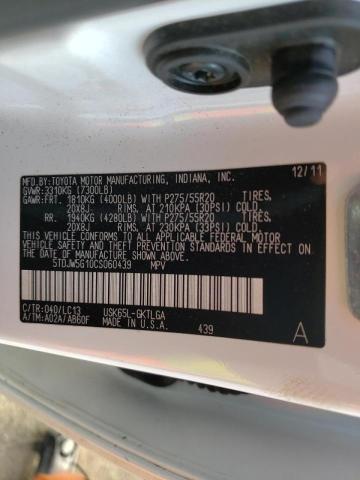 MFD.BY:TOYOTA MOTOR MANUFACTURING, INDIANA, INC. 12/11
GVWR:3310KG (7300LB)
GAWR:FRT. 1810KG (4000LB) WITH P275/55R20 TIRES,
20X8J RIMS, AT 210KPA (30PSI) COLD.
RR. 1940KG (4280LB) WITH P275/55R20 TIRES,
20X8J RIMS, AT 230KPA (33PSI) COLD.
THIS VEHICLE CONFORMS TO ALL APPLICABLE FEDERAL MOTOR VEHICLE
SAFETY STANDARDS IN EFFECT ON THE DATE OF MANUFACTURE SHOWN ABOVE.
5TDJW5G10CS060439 MPV
C/TR:040/LC13 USK65L-GKTLGA
A/TM:A02A/AB60F MADE IN U.S.A. 439 A